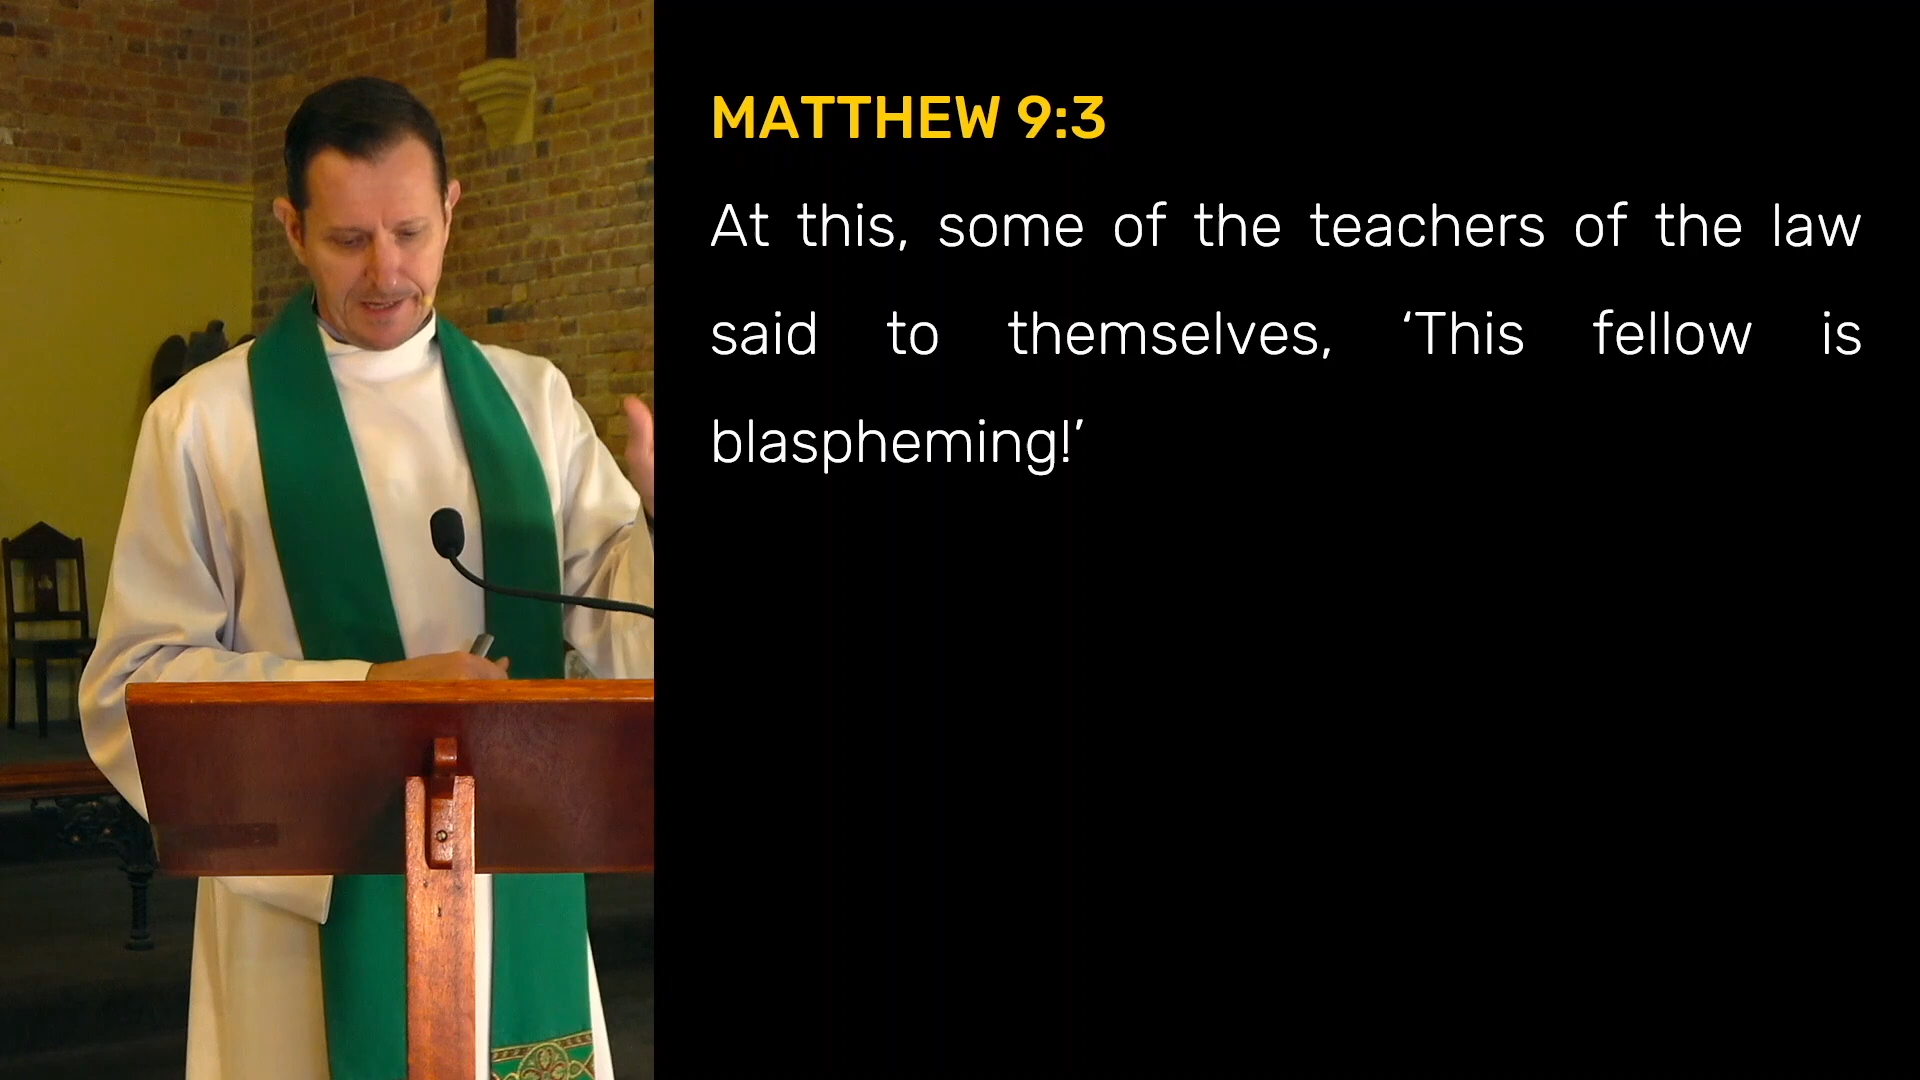 MATTHEW 9:3
At this, some of the teachers of the law
said to themselves, ‘This fellow is
blaspheming!’